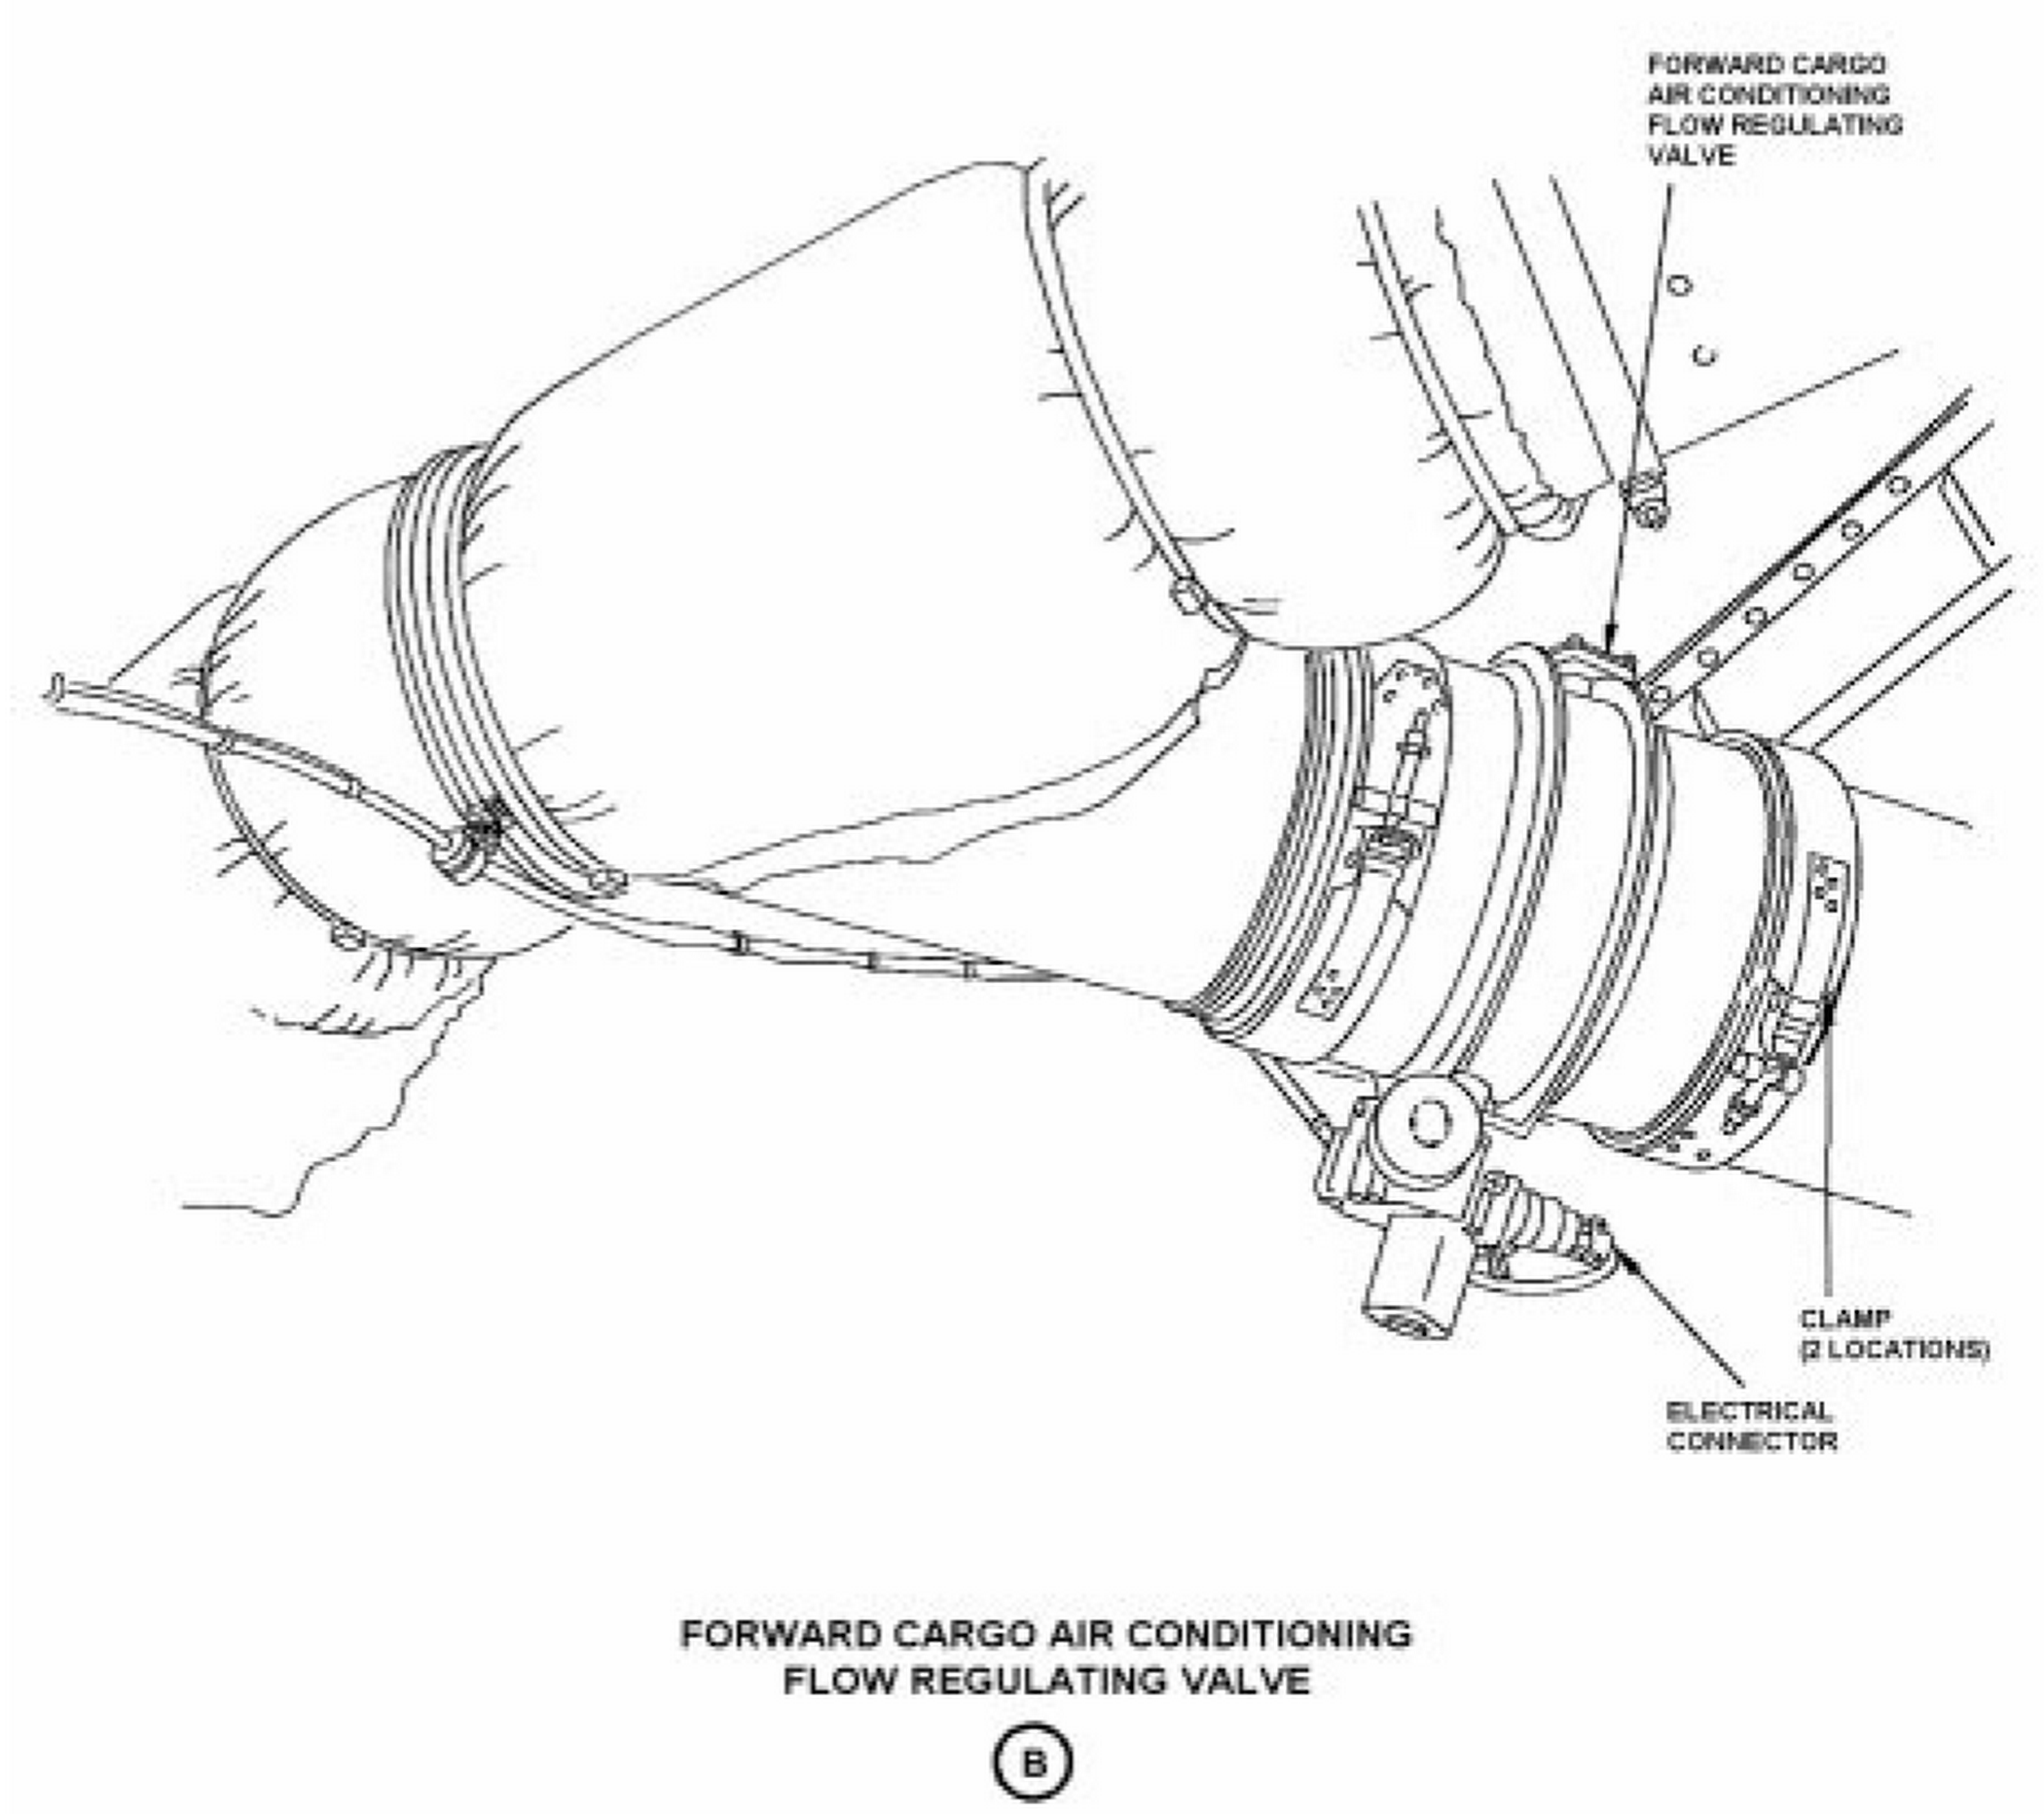 FORWARD CARGO
AIR CONDITIONING
FLOW REGULATING
VALVE
CLAMP
(2 LOCATIONS)
ELECTRICAL
CONNECTOR
FORWARD CARGO AIR CONDITIONING
FLOW REGULATING VALVE
B